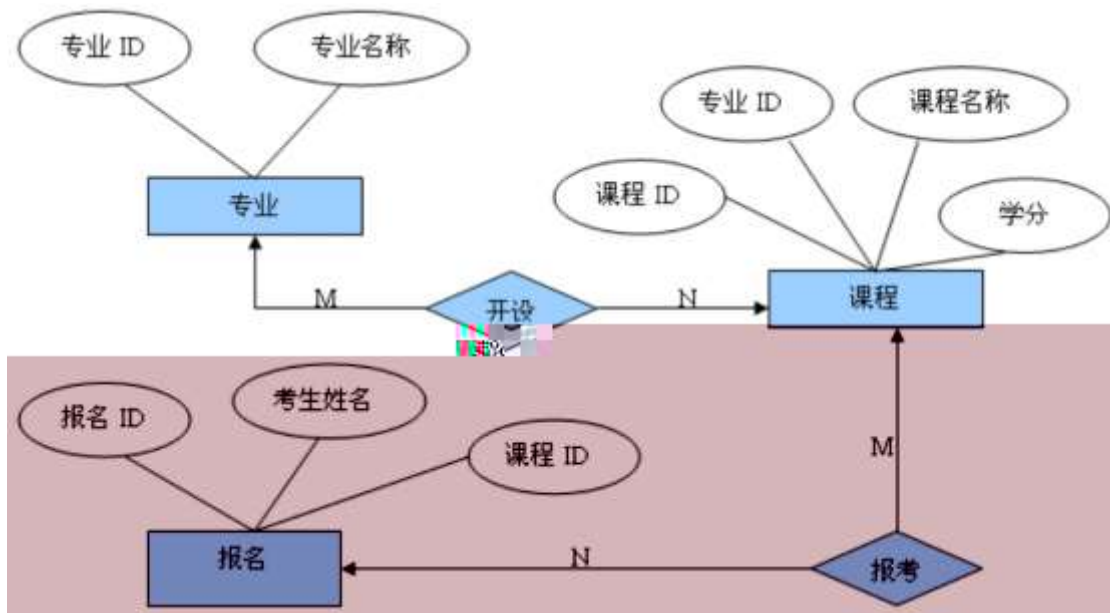 专业 ID
专业名称
专业 ID
课程名称
课程 ID
学分
专业
课程
M
开设
N
报名 ID
考生姓名
课程 ID
M
报名
N
报考